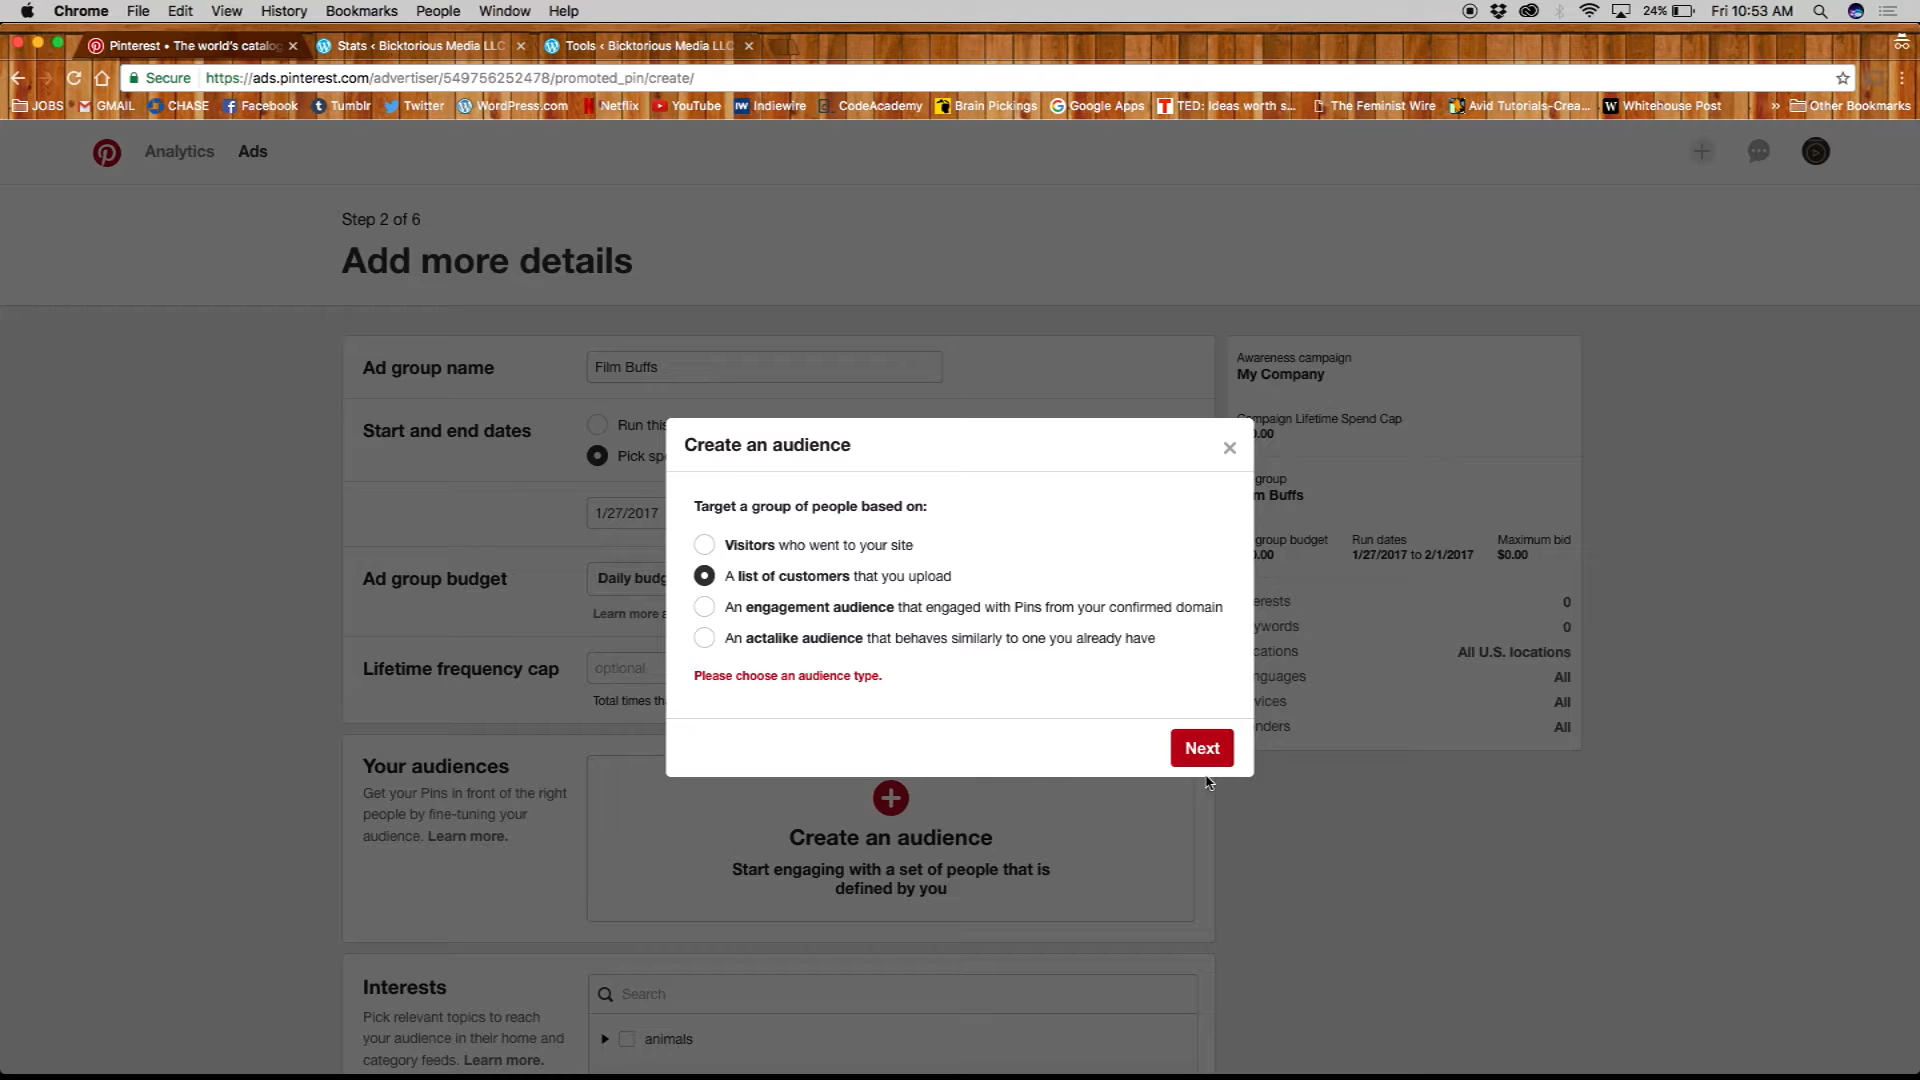 Chrome File Edit View History Bookmarks People Window Help 24% Fri 10:53 AM
Pinterest • The world's catalog Stats ‹ Bicktorious Media LLC Tools ‹ Bicktorious Media LLC
Secure https://ads.pinterest.com/advertiser/549756252478/promoted_pin/create/
JOBS GMAIL CHASE Facebook Tumblr Twitter WordPress.com Netflix YouTube Indiewire CodeAcademy Brain Pickings Google Apps TED: Ideas worth s... The Feminist Wire Avid Tutorials-Crea... Whitehouse Post » Other Bookmarks
Analytics Ads
Step 2 of 6
Add more details
Ad group name
Film Buffs
Start and end dates
Run this
Pick sp
1/27/2017
Ad group budget
Daily budg
Learn more a
Lifetime frequency cap
optional
Total times th
Awareness campaign
My Company
Campaign Lifetime Spend Cap
0.00
group
m Buffs
group budget Run dates Maximum bid
0.00 1/27/2017 to 2/1/2017 $0.00
erests 0
ywords 0
cations All U.S. locations
nguages All
vices All
nders All
Create an audience
Target a group of people based on:
Visitors who went to your site
A list of customers that you upload
An engagement audience that engaged with Pins from your confirmed domain
An actalike audience that behaves similarly to one you already have
Please choose an audience type.
Next
Your audiences
Get your Pins in front of the right
people by fine-tuning your
audience. Learn more.
Create an audience
Start engaging with a set of people that is
defined by you
Interests
Pick relevant topics to reach
your audience in their home and
category feeds. Learn more.
Search
animals